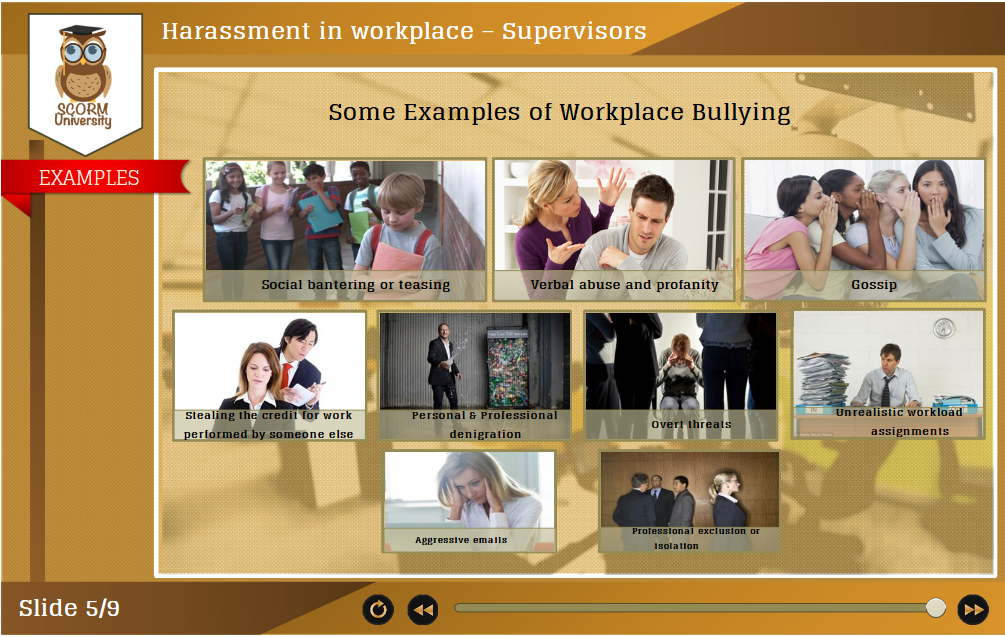 Harassment in workplace – Supervisors
SCORM
University
EXAMPLES
Some Examples of Workplace Bullying
Social bantering or teasing
Verbal abuse and profanity
Gossip
Stealing the credit for work
performed by someone else
Personal & Professional
denigration
Overt threats
IN
Unrealistic workload
assignments
Aggressive emails
Professional exclusion or
isolation
Slide 5/9